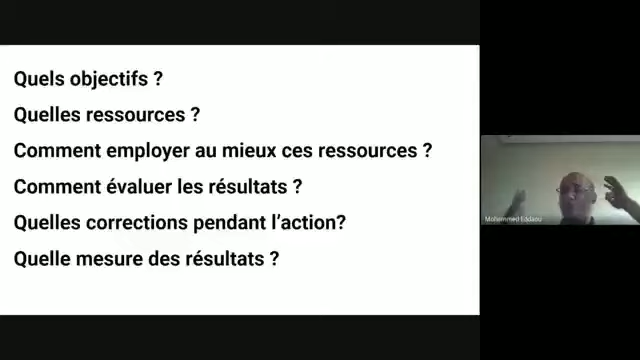 Quels objectifs ?
Quelles ressources ?
Comment employer au mieux ces ressources ?
Comment évaluer les résultats ?
Quelles corrections pendant l’action?
Quelle mesure des résultats ?
Mohammed Eddaou